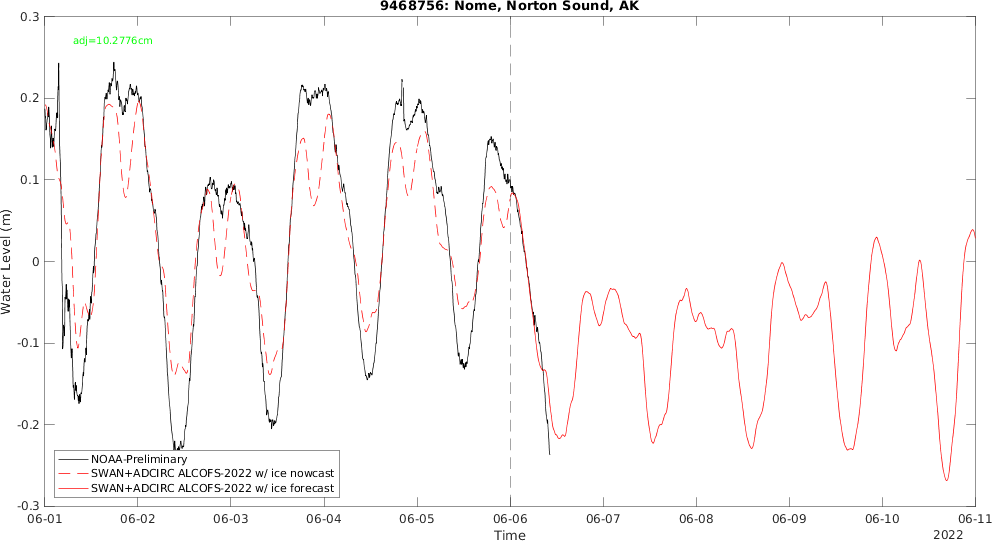 9468756: Nome, Norton Sound, AK
adj=10.2776cm
0.3
0.2
0.1
0
-0.1
-0.2
-0.3
Water Level (m)
NOAA-Preliminary
SWAN+ADCIRC ALCOFS-2022 w/ ice nowcast
SWAN+ADCIRC ALCOFS-2022 w/ ice forecast
06-01 06-02 06-03 06-04 06-05 06-06 06-07 06-08 06-09 06-10 06-11
Time
2022